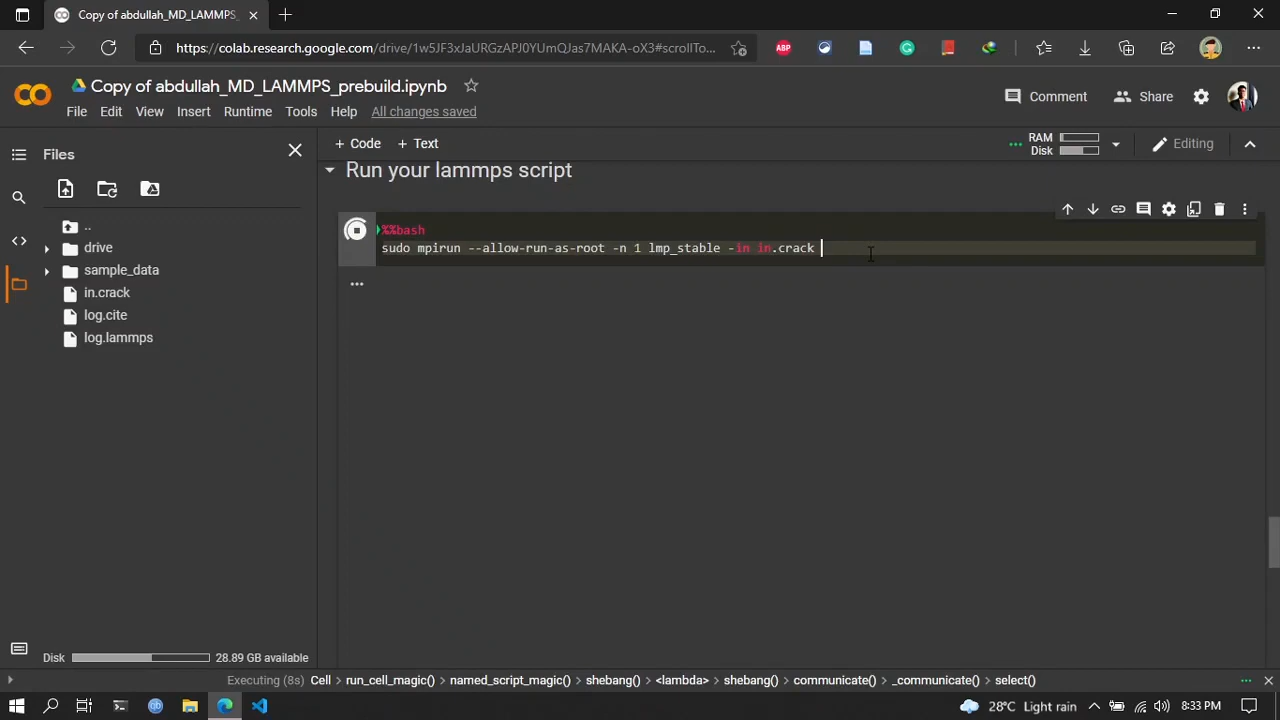 Copy of abdullah_MD_LAMMPS_
https://colab.research.google.com/drive/1w5JF3xJaURGzAPJ0YUmQJas7MAKA-oX3#scrollTo...
ABP
Copy of abdullah_MD_LAMMPS_prebuild.ipynb
Comment
Share
File Edit View Insert Runtime Tools Help All changes saved
Files
+ Code + Text
RAM
Disk
Editing
Run your lammps script
..
drive
sample_data
in.crack
log.cite
log.lammps
%%bash
sudo mpirun --allow-run-as-root -n 1 lmp_stable -in in.crack
Disk 28.89 GB available
Executing (8s) Cell > run_cell_magic() > named_script_magic() > shebang() > <lambda> > shebang() > communicate() > _communicate() > select()
28°C Light rain 8:33 PM